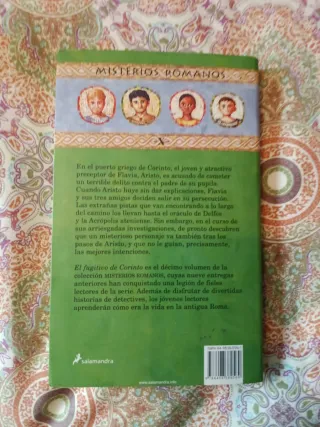 MISTERIOS ROMANOS
X
En el puerto griego de Corinto, el joven y atractivo
preceptor de Flavia, Aristo, es acusado de cometer
un terrible delito contra el padre de su pupila.
Cuando Aristo huye sin dar explicaciones, Flavia
y sus tres amigos deciden salir en su persecución.
Las extrañas pistas que van encontrando a lo largo
del camino los llevan hasta el oráculo de Delfos
y la Acrópolis ateniense. Sin embargo, en el curso de
sus arriesgadas investigaciones, de pronto descubren
que un misterioso personaje va también tras los
pasos de Aristo, y que no le guían, precisamente,
las mejores intenciones.
El fugitivo de Corinto es el décimo volumen de la
colección MISTERIOS ROMANOS, cuyas nueve entregas
anteriores han conquistado una legión de fieles
lectores de la serie. Además de disfrutar de divertidas
historias de detectives, los jóvenes lectores
aprenderán cómo era la vida en la antigua Roma.
salamandra
www.salamandra.info